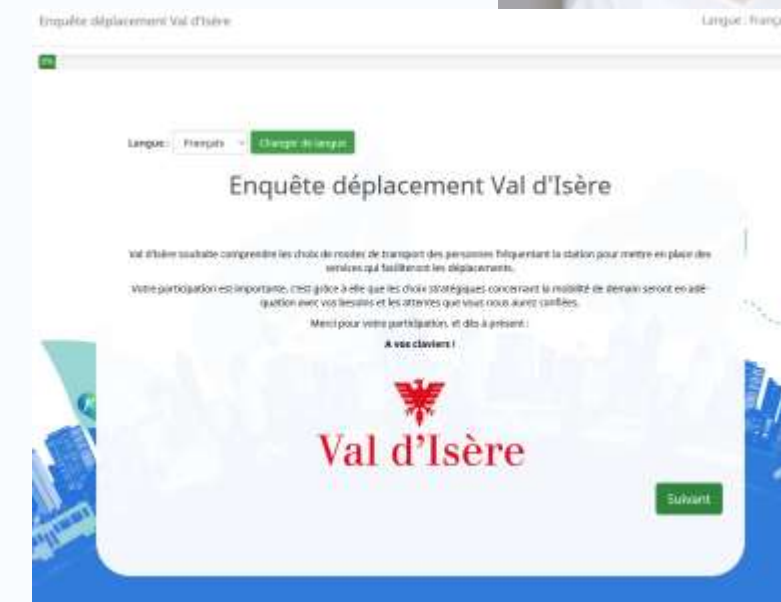 Enquête déplacement Val d'Isère
Langue : França
0%
Langue : Français Changer de langue
Enquête déplacement Val d'Isère
Val d'Isère souhaite comprendre les choix de modes de transport des personnes fréquentant la station pour mettre en place des
services qui faciliteront les déplacements.
Votre participation est importante, c'est grâce à elle que les choix stratégiques concernant la mobilité de demain seront en adé-
quation avec vos besoins et les attentes que vous nous aurez confiées.
Merci pour votre participation, et dès à présent :
A vos claviers !
Val d'Isère
Suivant